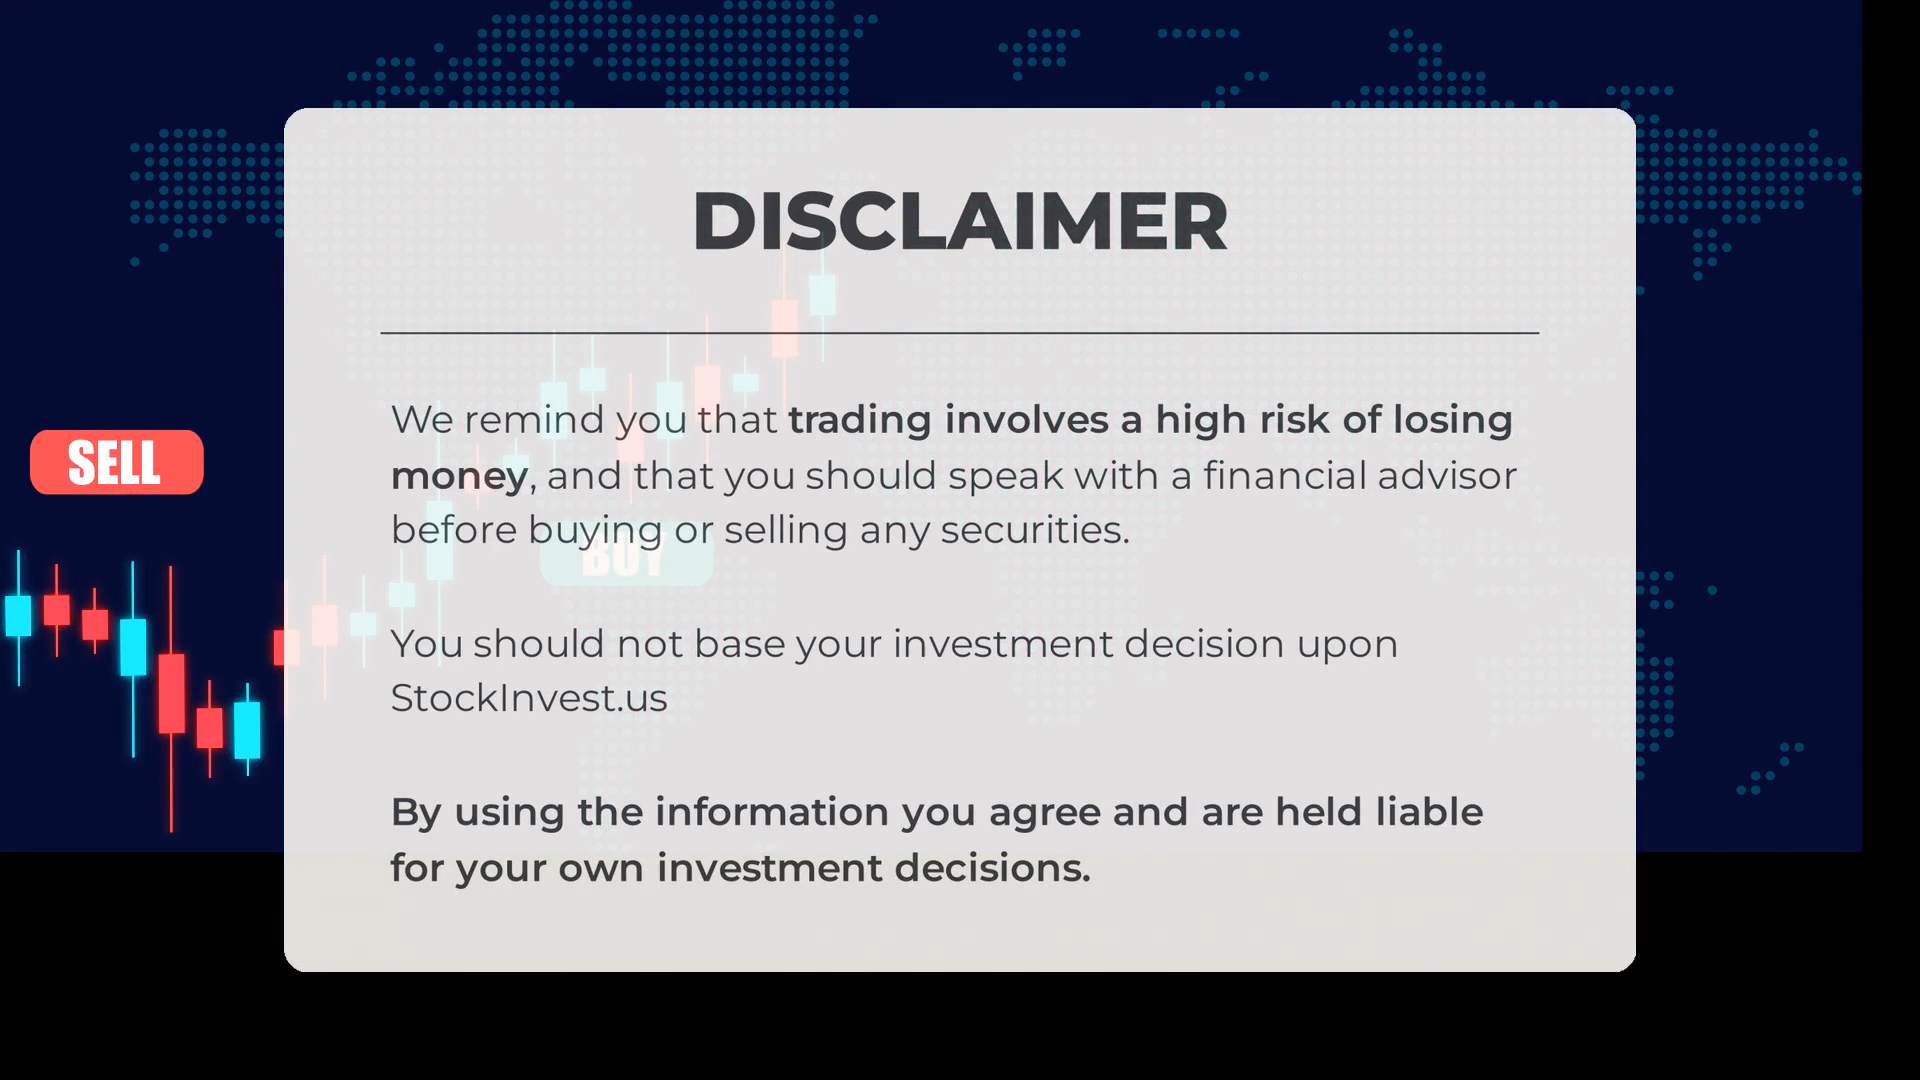 DISCLAIMER
We remind you that trading involves a high risk of losing
money, and that you should speak with a financial advisor
before buying or selling any securities.
SELL
BUY
You should not base your investment decision upon
StockInvest.us
By using the information you agree and are held liable
for your own investment decisions.